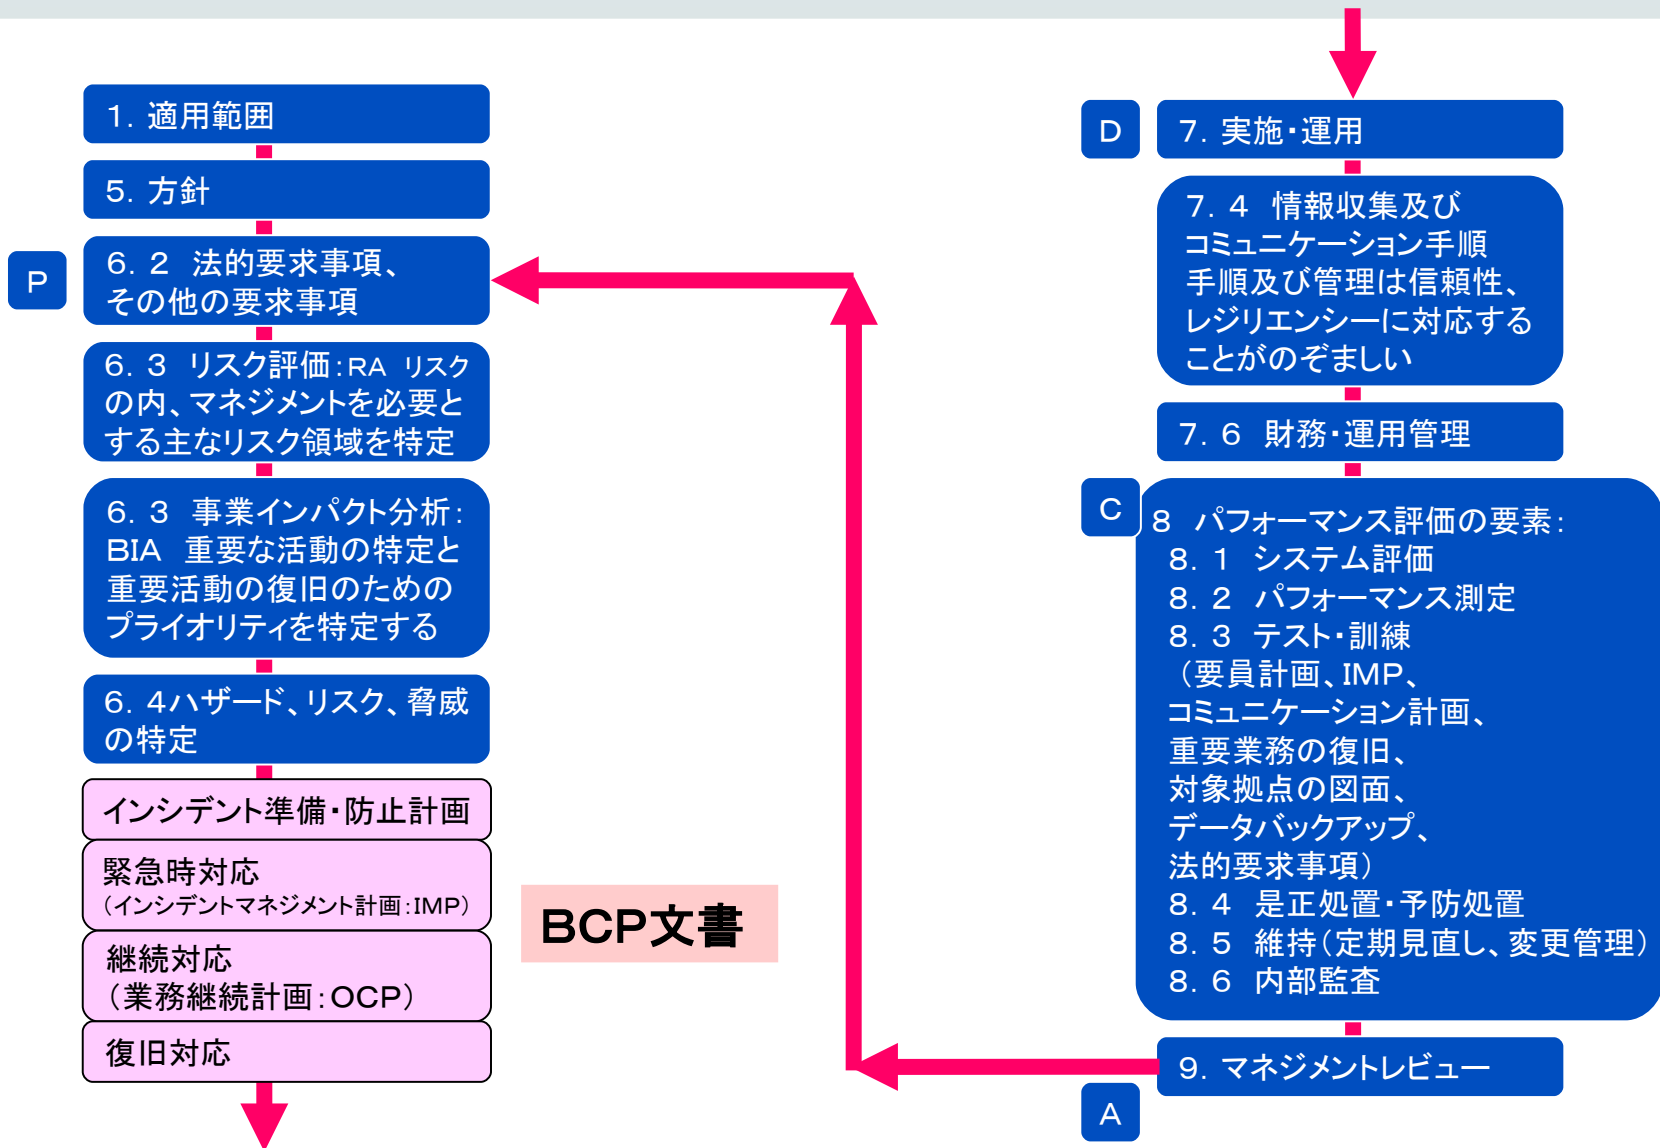 １．適用範囲
５．方針
P
６．２　法的要求事項、
その他の要求事項
６．３　リスク評価：RA　リスク
の内、マネジメントを必要と
する主なリスク領域を特定
６．３　事業インパクト分析：
BIA　重要な活動の特定と
重要活動の復旧のための
プライオリティを特定する
６．４ハザード、リスク、脅威
の特定
インシデント準備・防止計画
緊急時対応
（インシデントマネジメント計画：IMP）
継続対応
（業務継続計画：OCP）
復旧対応
BCP文書
D
７．実施・運用
７．４　情報収集及び
コミュニケーション手順
手順及び管理は信頼性、
レジリエンシーに対応する
ことがのぞましい
７．６　財務・運用管理
C
８　パフォーマンス評価の要素：
８．１　システム評価
８．２　パフォーマンス測定
８．３　テスト・訓練
（要員計画、IMP、
コミュニケーション計画、
重要業務の復旧、
対象拠点の図面、
データバックアップ、
法的要求事項）
８．４　是正処置・予防処置
８．５　維持（定期見直し、変更管理）
８．６　内部監査
９．マネジメントレビュー
A